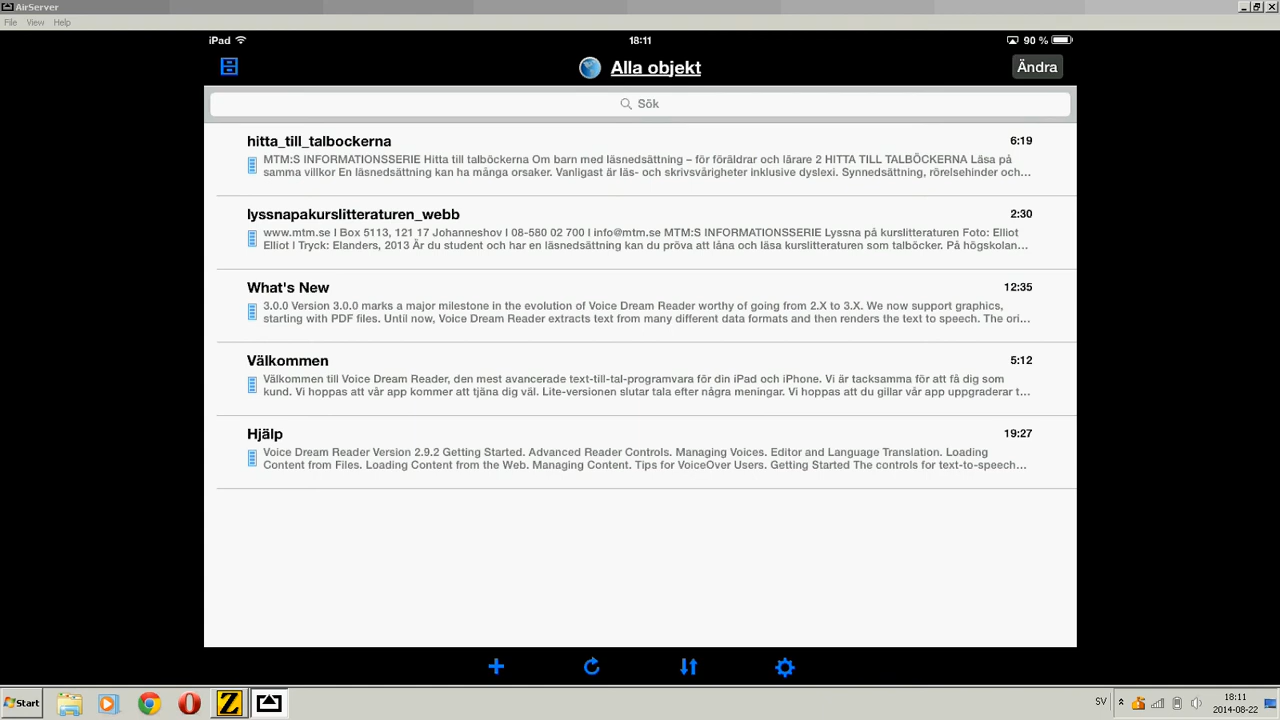 AirServer
File View Help
iPad 18:11 90 %
Alla objekt Ändra
Sök
hitta_till_talbockerna 6:19
MTM:S INFORMATIONSSERIE Hitta till talböckerna Om barn med läsnedsättning – för föräldrar och lärare 2 HITTA TILL TALBÖCKERNA Läsa på
samma villkor En läsnedsättning kan ha många orsaker. Vanligast är läs- och skrivsvårigheter inklusive dyslexi. Synnedsättning, rörelsehinder och...
lyssnapakurslitteraturen_webb 2:30
www.mtm.se I Box 5113, 121 17 Johanneshov I 08-580 02 700 I info@mtm.se MTM:S INFORMATIONSSERIE Lyssna på kurslitteraturen Foto: Elliot
Elliot I Tryck: Elanders, 2013 Är du student och har en läsnedsättning kan du pröva att låna och läsa kurslitteraturen som talböcker. På högskolan...
What's New 12:35
3.0.0 Version 3.0.0 marks a major milestone in the evolution of Voice Dream Reader worthy of going from 2.X to 3.X. We now support graphics,
starting with PDF files. Until now, Voice Dream Reader extracts text from many different data formats and then renders the text to speech. The ori...
Välkommen 5:12
Välkommen till Voice Dream Reader, den mest avancerade text-till-tal-programvara för din iPad och iPhone. Vi är tacksamma för att få dig som
kund. Vi hoppas att vår app kommer att tjäna dig väl. Lite-versionen slutar tala efter några meningar. Vi hoppas att du gillar vår app uppgraderar t...
Hjälp 19:27
Voice Dream Reader Version 2.9.2 Getting Started. Advanced Reader Controls. Managing Voices. Editor and Language Translation. Loading
Content from Files. Loading Content from the Web. Managing Content. Tips for VoiceOver Users. Getting Started The controls for text-to-speech...
Start Z SV 18:11
2014-08-22